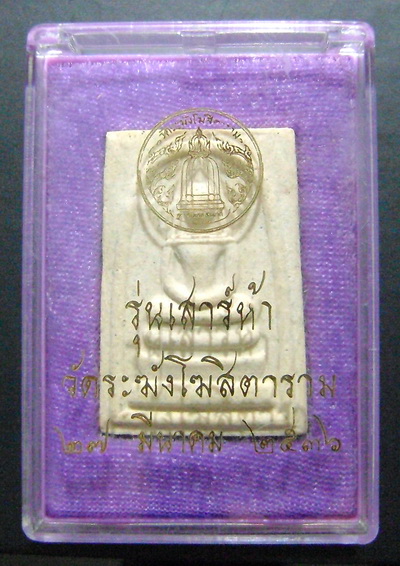 รุ่นเสาร์ห้า
วัดระฆังโฆสิตาราม
๒๗ มีนาคม ๒๕๓๖